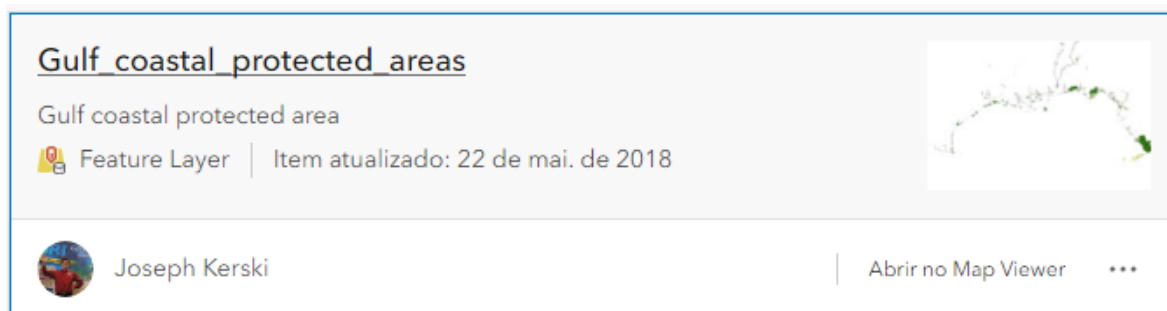 Gulf_coastal_protected_areas
Gulf coastal protected area
Feature Layer
Item atualizado: 22 de mai. de 2018
Joseph Kerski
Abrir no Map Viewer